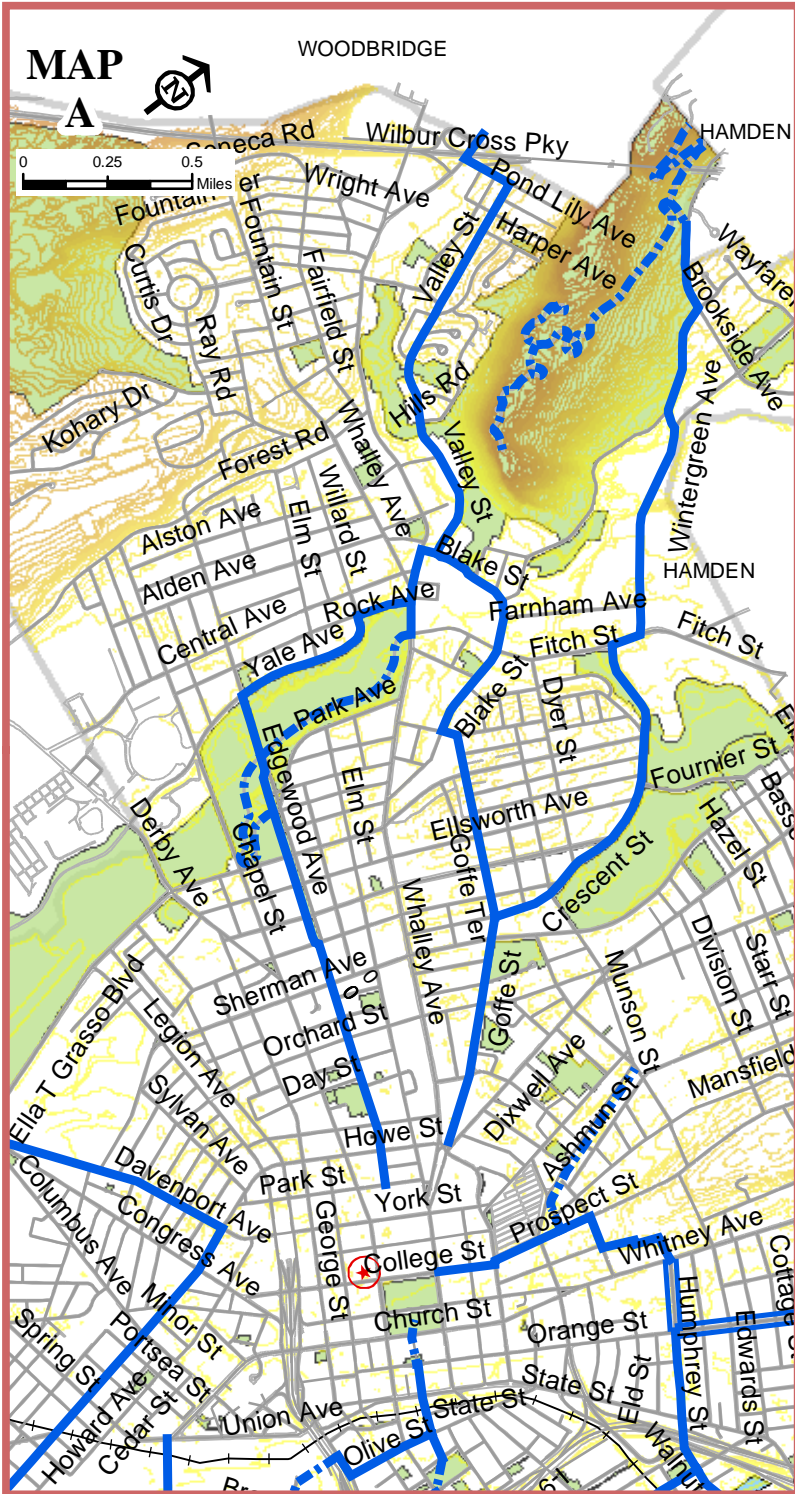 MAP
A
N
WOODBRIDGE
HAMDEN
0 0.25 0.5
Miles
Seneca Rd
Wilbur Cross Pky
Wright Ave
Pond Lily Ave
Harper Ave
Valley St
Fountain
Fountain St
Fairfield St
Curtis Dr
Ray Rd
Brookside Ave
Wintergreen Ave
Hills Rd
Kohary Dr
Forest Rd
Whalley Ave
Valley St
Alston Ave
Elm St
Willard St
Blake St
HAMDEN
Alden Ave
Rock Ave
Farnham Ave
Central Ave
Yale Ave
Fitch St
Fitch St
Park Ave
Blake St
Dyer St
Edgewood Ave
Elm St
Fournier St
Ellsworth Ave
Derby Ave
Chapel St
Goffe Ter
Hazel St
Crescent St
Whalley Ave
Division St
Starr St
Sherman Ave
Goffe St
Munson St
Ella T Grasso Blvd
Legion Ave
Orchard St
Day St
Sylvan Ave
Dixwell Ave
Ashmun St
Mansfield
Howe St
Davenport Ave
Park St
York St
Prospect St
Columbus Ave
Congress Ave
George St
College St
Whitney Ave
Church St
Orange St
Humphrey St
Edwards St
Minor St
Portsea St
Spring St
State St
State St
Eld St
Howard Ave
Cedar St
Union Ave
Olive St
Walnut